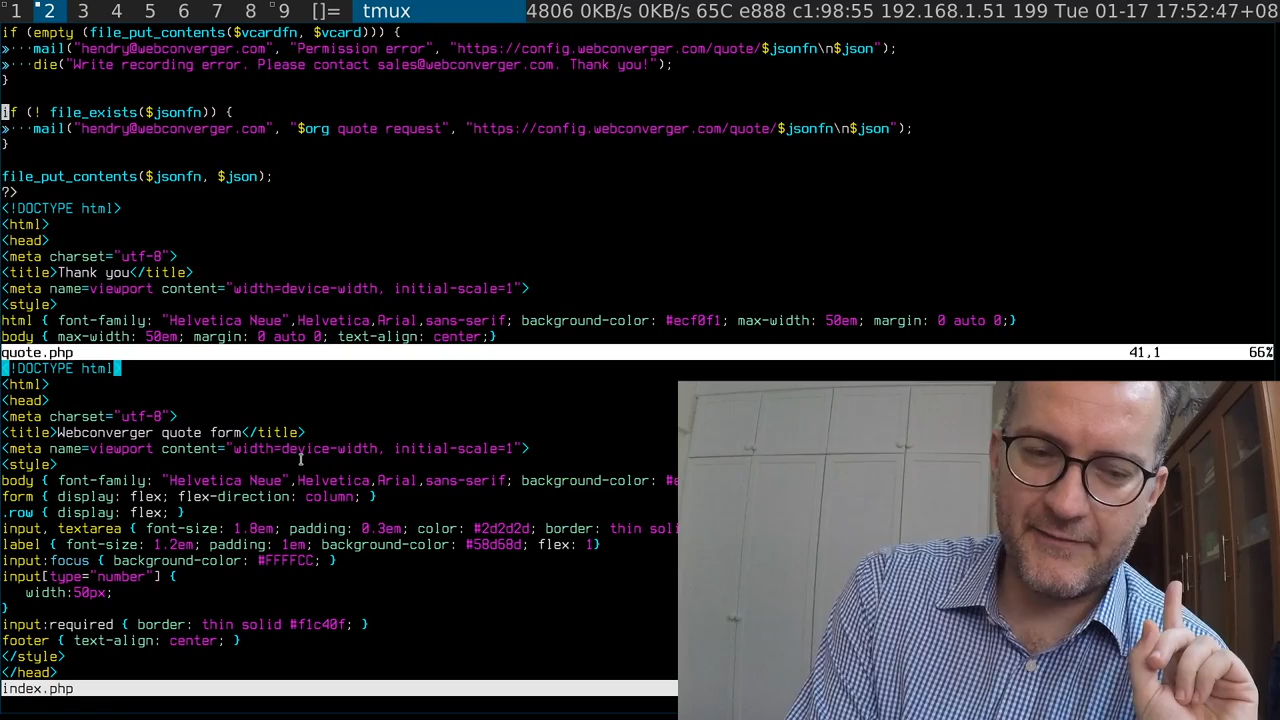 1 2 3 4 5 6 7 8 9 []= tmux 4806 0KB/s 0KB/s 65C e888 c1:98:55 192.168.1.51 199 Tue 01-17 17:52:47+08
if (empty (file_put_contents($vcardfn, $vcard))) {
»···mail("hendry@webconverger.com", "Permission error", "https://config.webconverger.com/quote/$jsonfn\n$json");
»···die("Write recording error. Please contact sales@webconverger.com. Thank you!");
}
if (! file_exists($jsonfn)) {
»···mail("hendry@webconverger.com", "$org quote request", "https://config.webconverger.com/quote/$jsonfn\n$json");
}
file_put_contents($jsonfn, $json);
?>
<!DOCTYPE html>
<html>
<head>
<meta charset="utf-8">
<title>Thank you</title>
<meta name=viewport content="width=device-width, initial-scale=1">
<style>
html { font-family: "Helvetica Neue",Helvetica,Arial,sans-serif; background-color: #ecf0f1; max-width: 50em; margin: 0 auto 0;}
body { max-width: 50em; margin: 0 auto 0; text-align: center;}
quote.php 41,1 66%
<!DOCTYPE html>
<html>
<head>
<meta charset="utf-8">
<title>Webconverger quote form</title>
<meta name=viewport content="width=device-width, initial-scale=1">
<style>
body { font-family: "Helvetica Neue",Helvetica,Arial,sans-serif; background-color: #e
form { display: flex; flex-direction: column; }
.row { display: flex; }
input, textarea { font-size: 1.8em; padding: 0.3em; color: #2d2d2d; border: thin soli
label { font-size: 1.2em; padding: 1em; background-color: #58d68d; flex: 1}
input:focus { background-color: #FFFFCC; }
input[type="number"] {
width:50px;
}
input:required { border: thin solid #f1c40f; }
footer { text-align: center; }
</style>
</head>
index.php